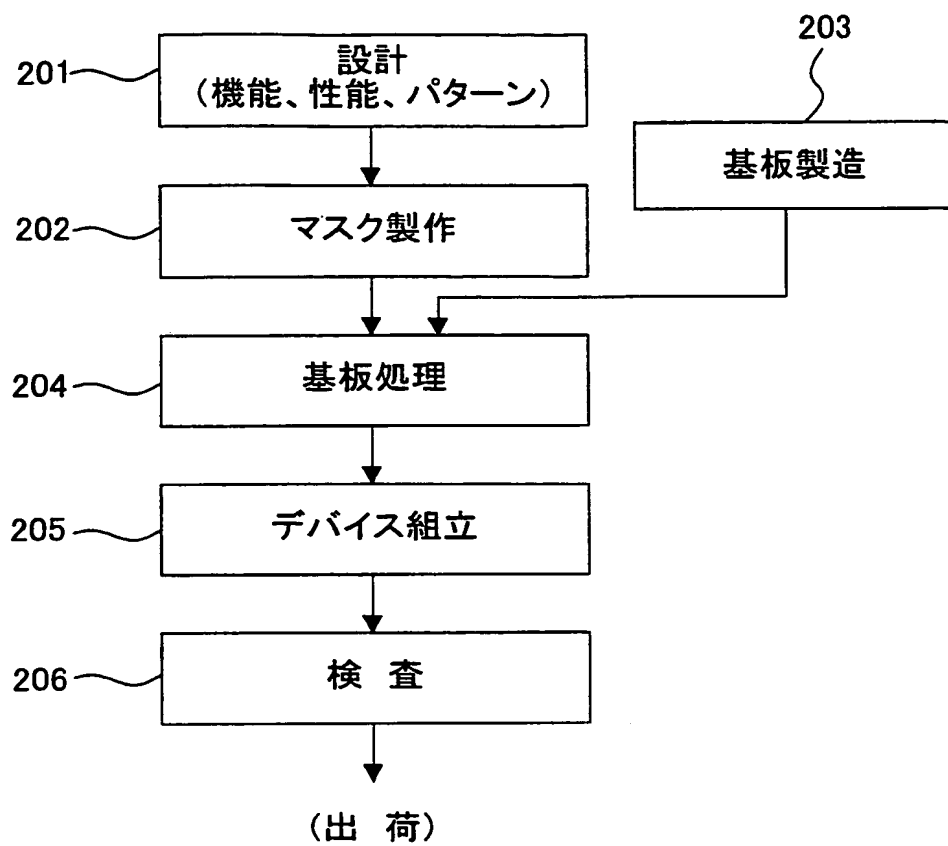 203
201
設計
(機能、性能、パターン)
基板製造
202
マスク製作
204
基板処理
205
デバイス組立
206
検 査
(出 荷)